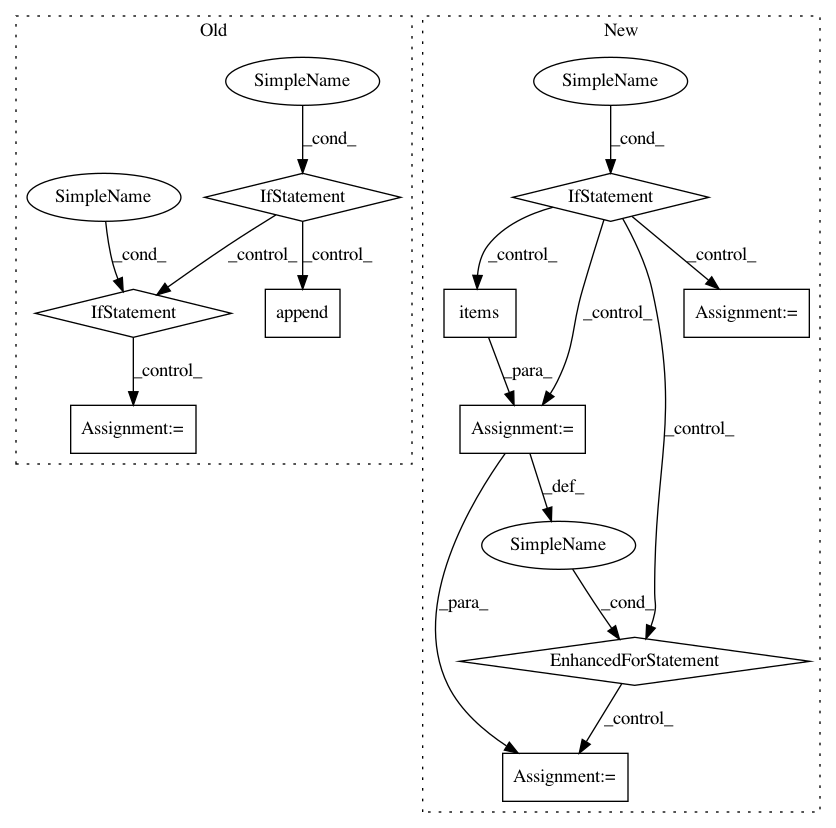 Old
New
SimpleName
SimpleName
_cond_
_cond_
SimpleName
IfStatement
IfStatement
_cond_
_control_
_control_
_control_
_control_
IfStatement
append
items
_control_
Assignment:=
_control_
_para_
Assignment:=
Assignment:=
_control_
_def_
SimpleName
_para_
_cond_
EnhancedForStatement
_control_
Assignment:=